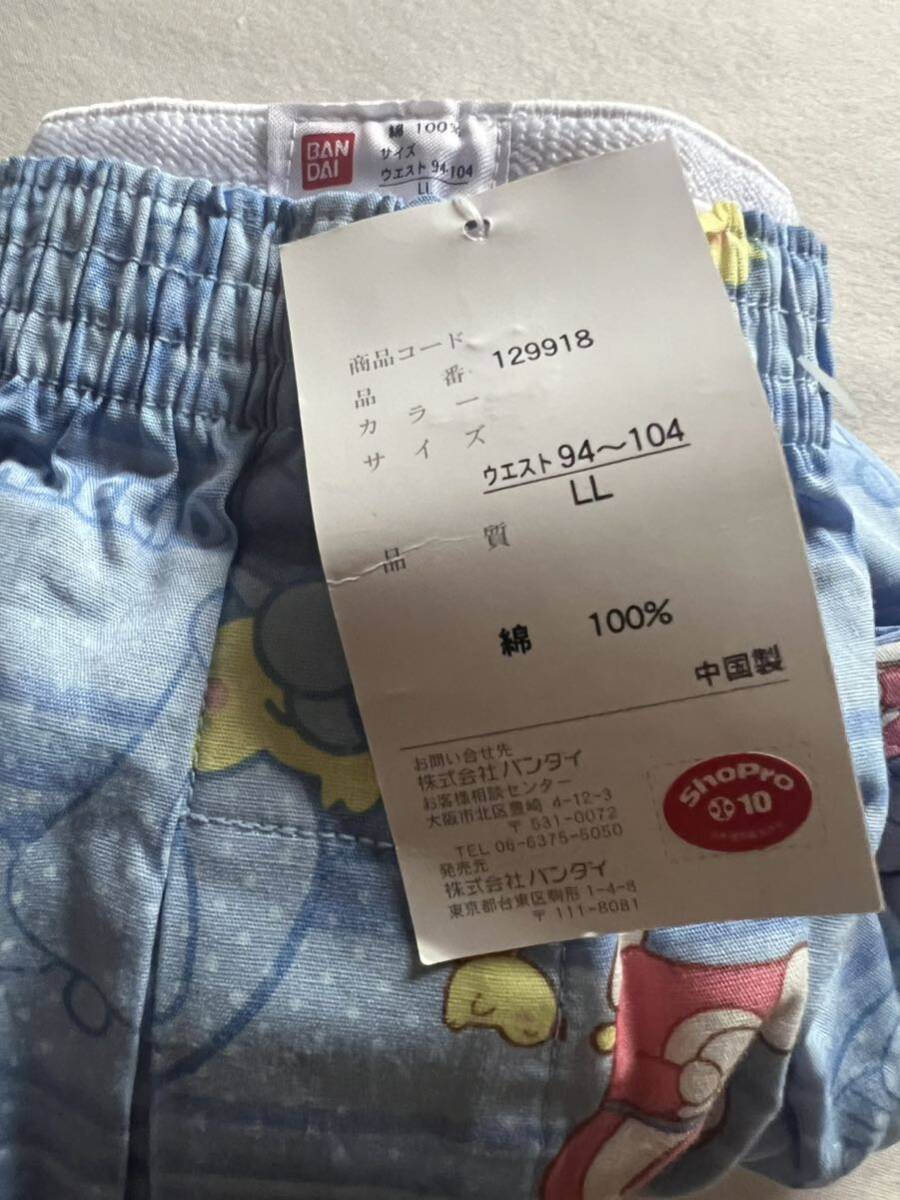 BAN
DAI
綿 100%
サイズ
ウエスト 94-104
LL
商品コード
品 番 129918
カラー
サイズ
ウエスト 94～104
LL
品 質
綿 100%
中国製
お問い合せ先
株式会社バンダイ
お客様相談センター
大阪市北区豊崎 4-12-3
〒 531-0072
TEL 06-6375-5050
発売元
株式会社バンダイ
東京都台東区駒形 1-4-8
〒 111-8081
ShoPro
10